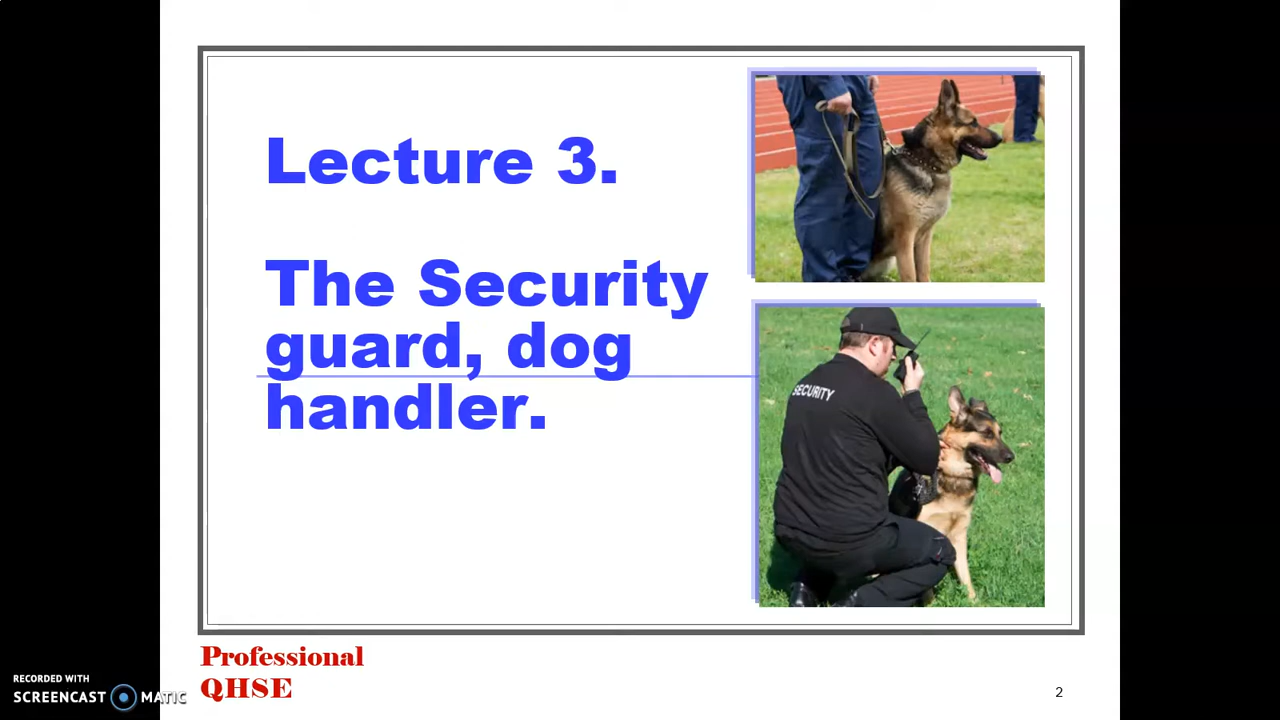 Lecture 3.
The Security
guard, dog
handler.
SECURITY
Professional
QHSE
RECORDED WITH
SCREENCAST MATIC
2